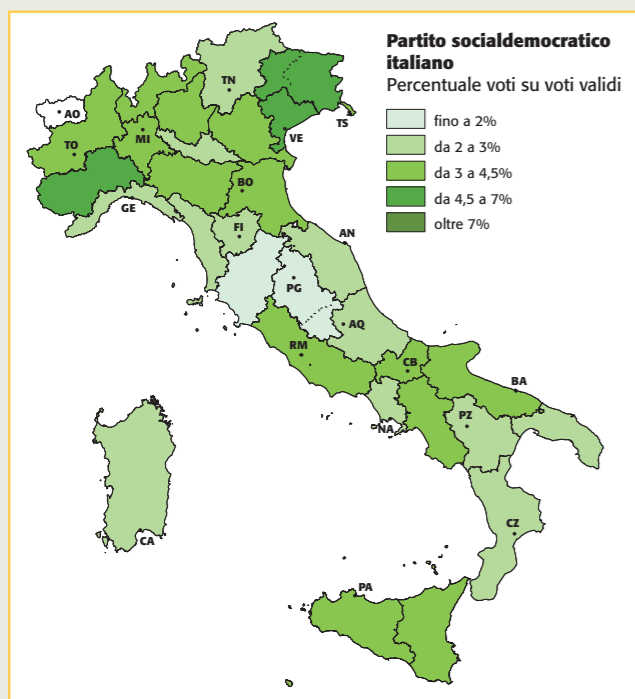 Partito socialdemocratico
italiano
Percentuale voti su voti validi
fino a 2%
da 2 a 3%
da 3 a 4,5%
da 4,5 a 7%
oltre 7%
TN
AO
TS
MI
VE
TO
BO
GE
FI
AN
PG
AQ
RM
CB
BA
PZ
NA
CZ
CA
PA